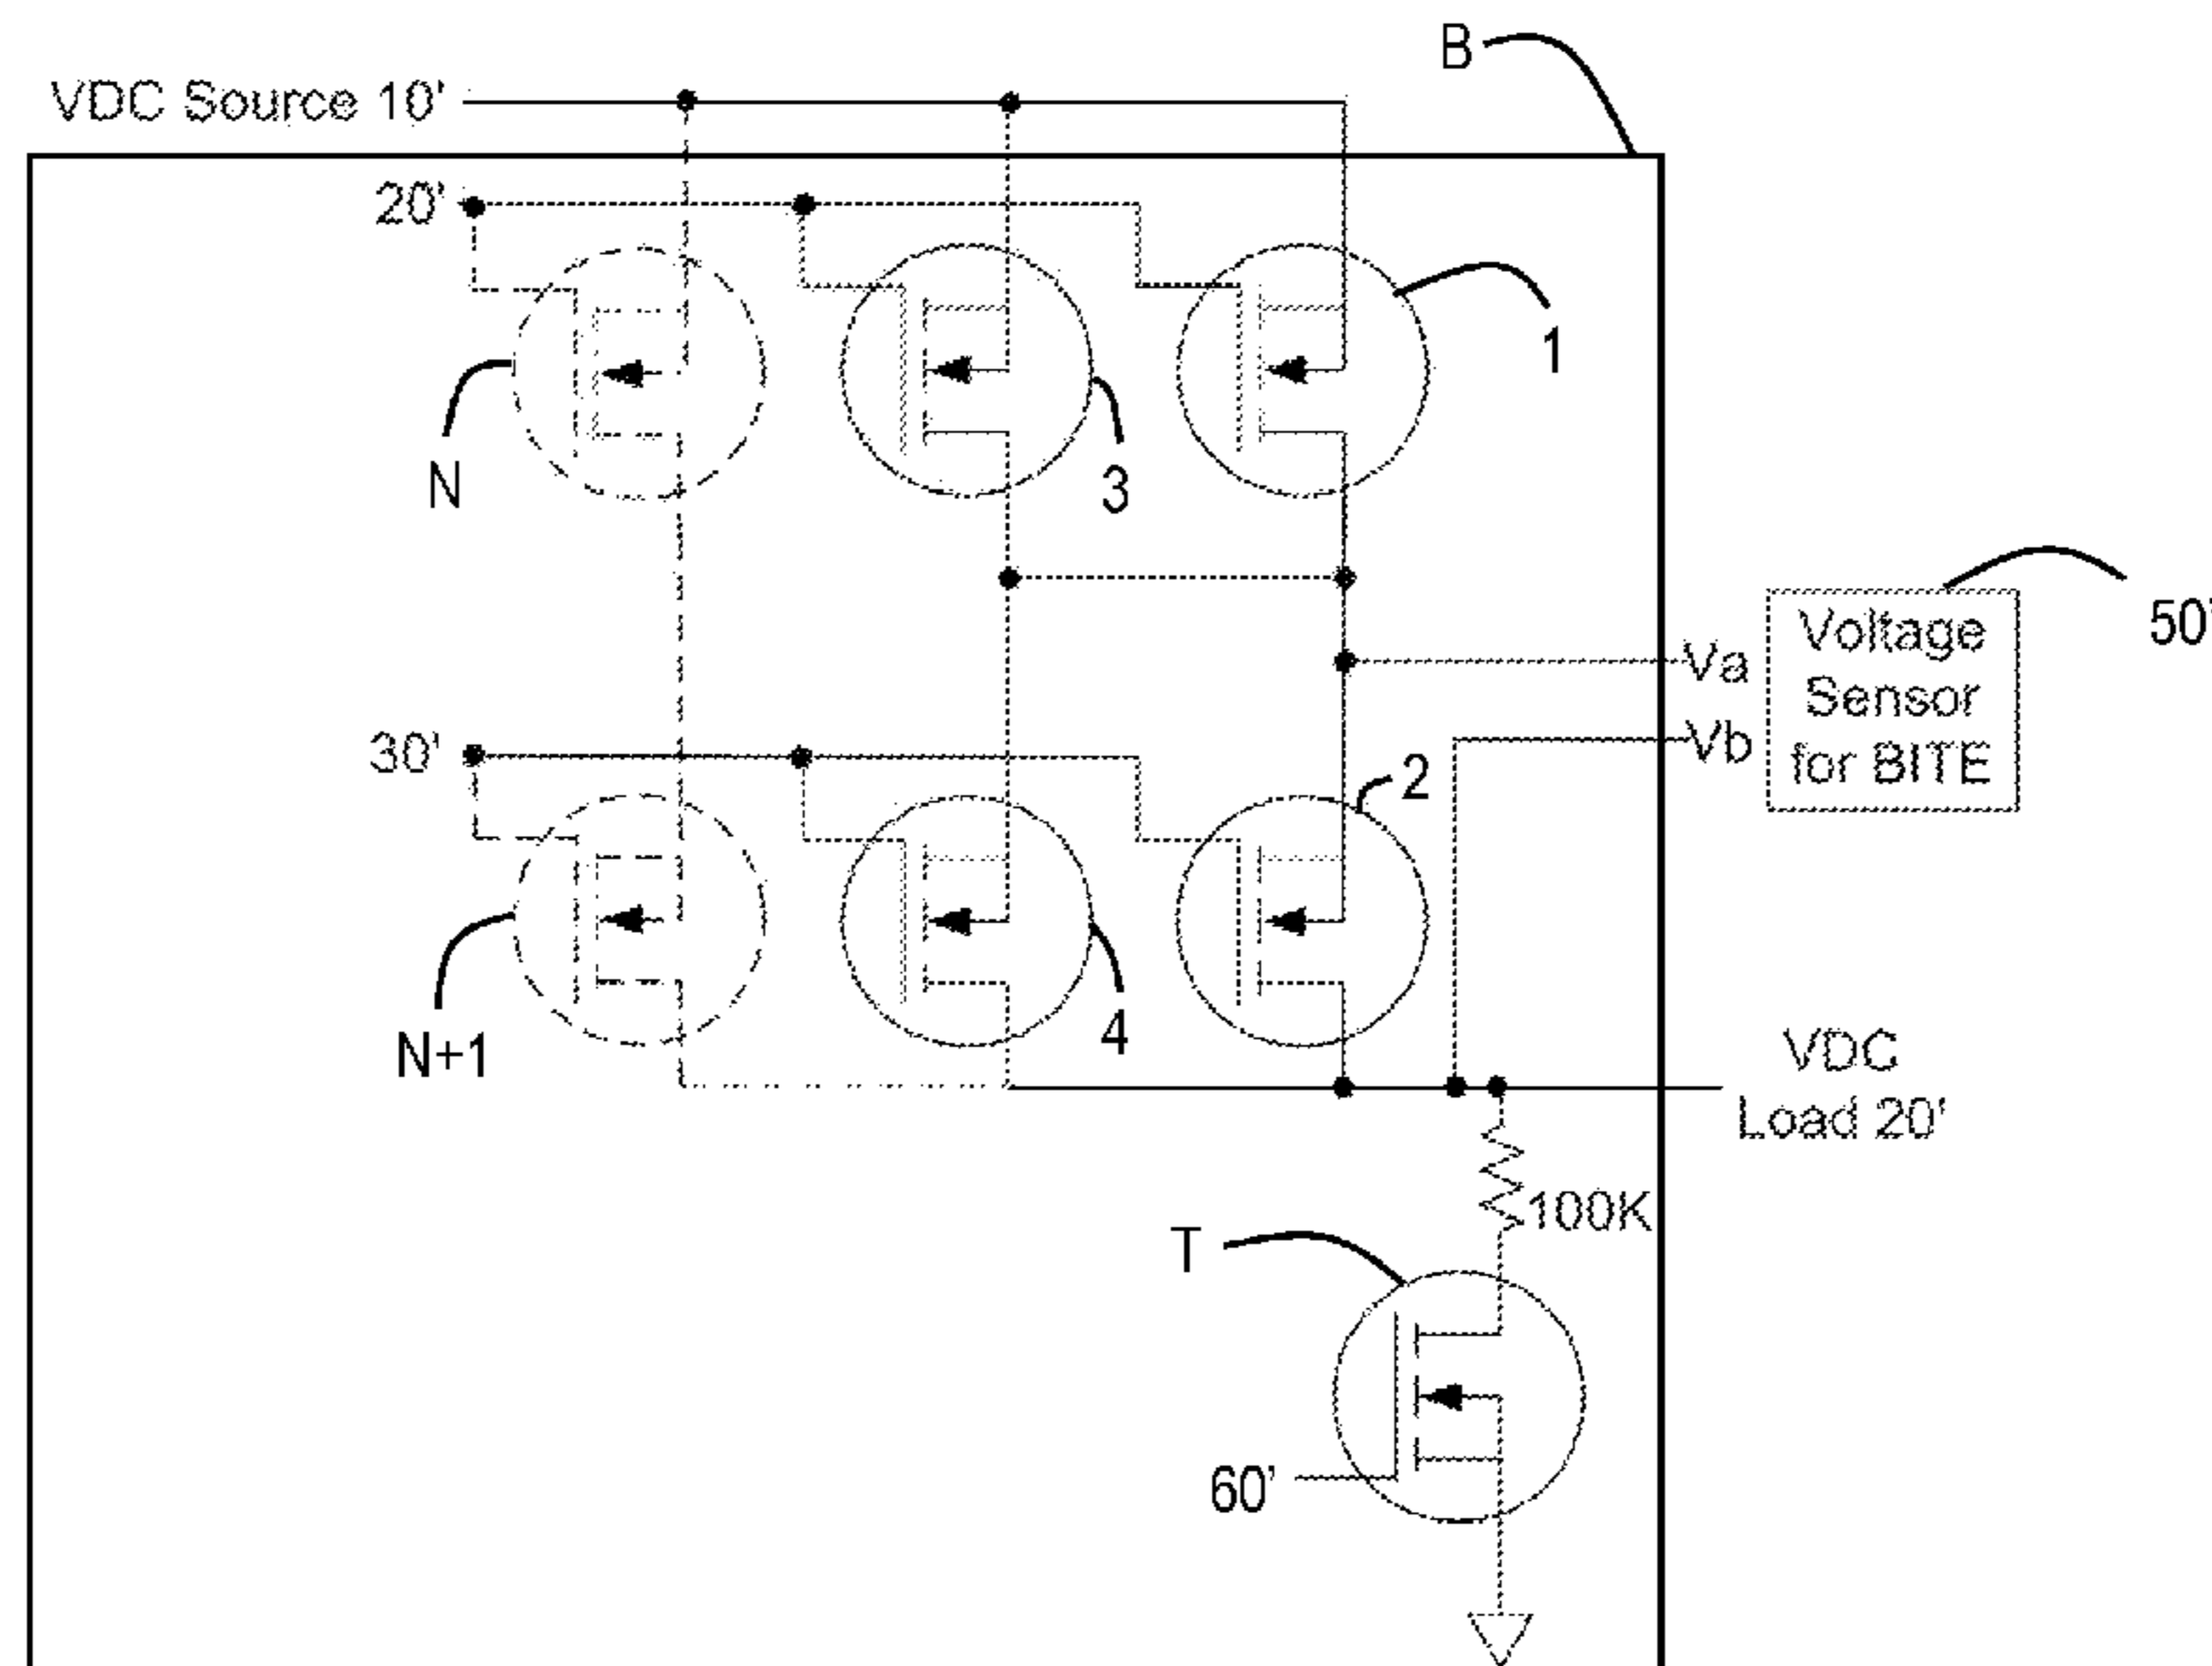 B
VDC Source 10'
20'
1
N
3
50'
Voltage
Sensor
for BITE
Va
Vb
30'
2
N+1
4
VDC
Load 20'
100K
T
60'